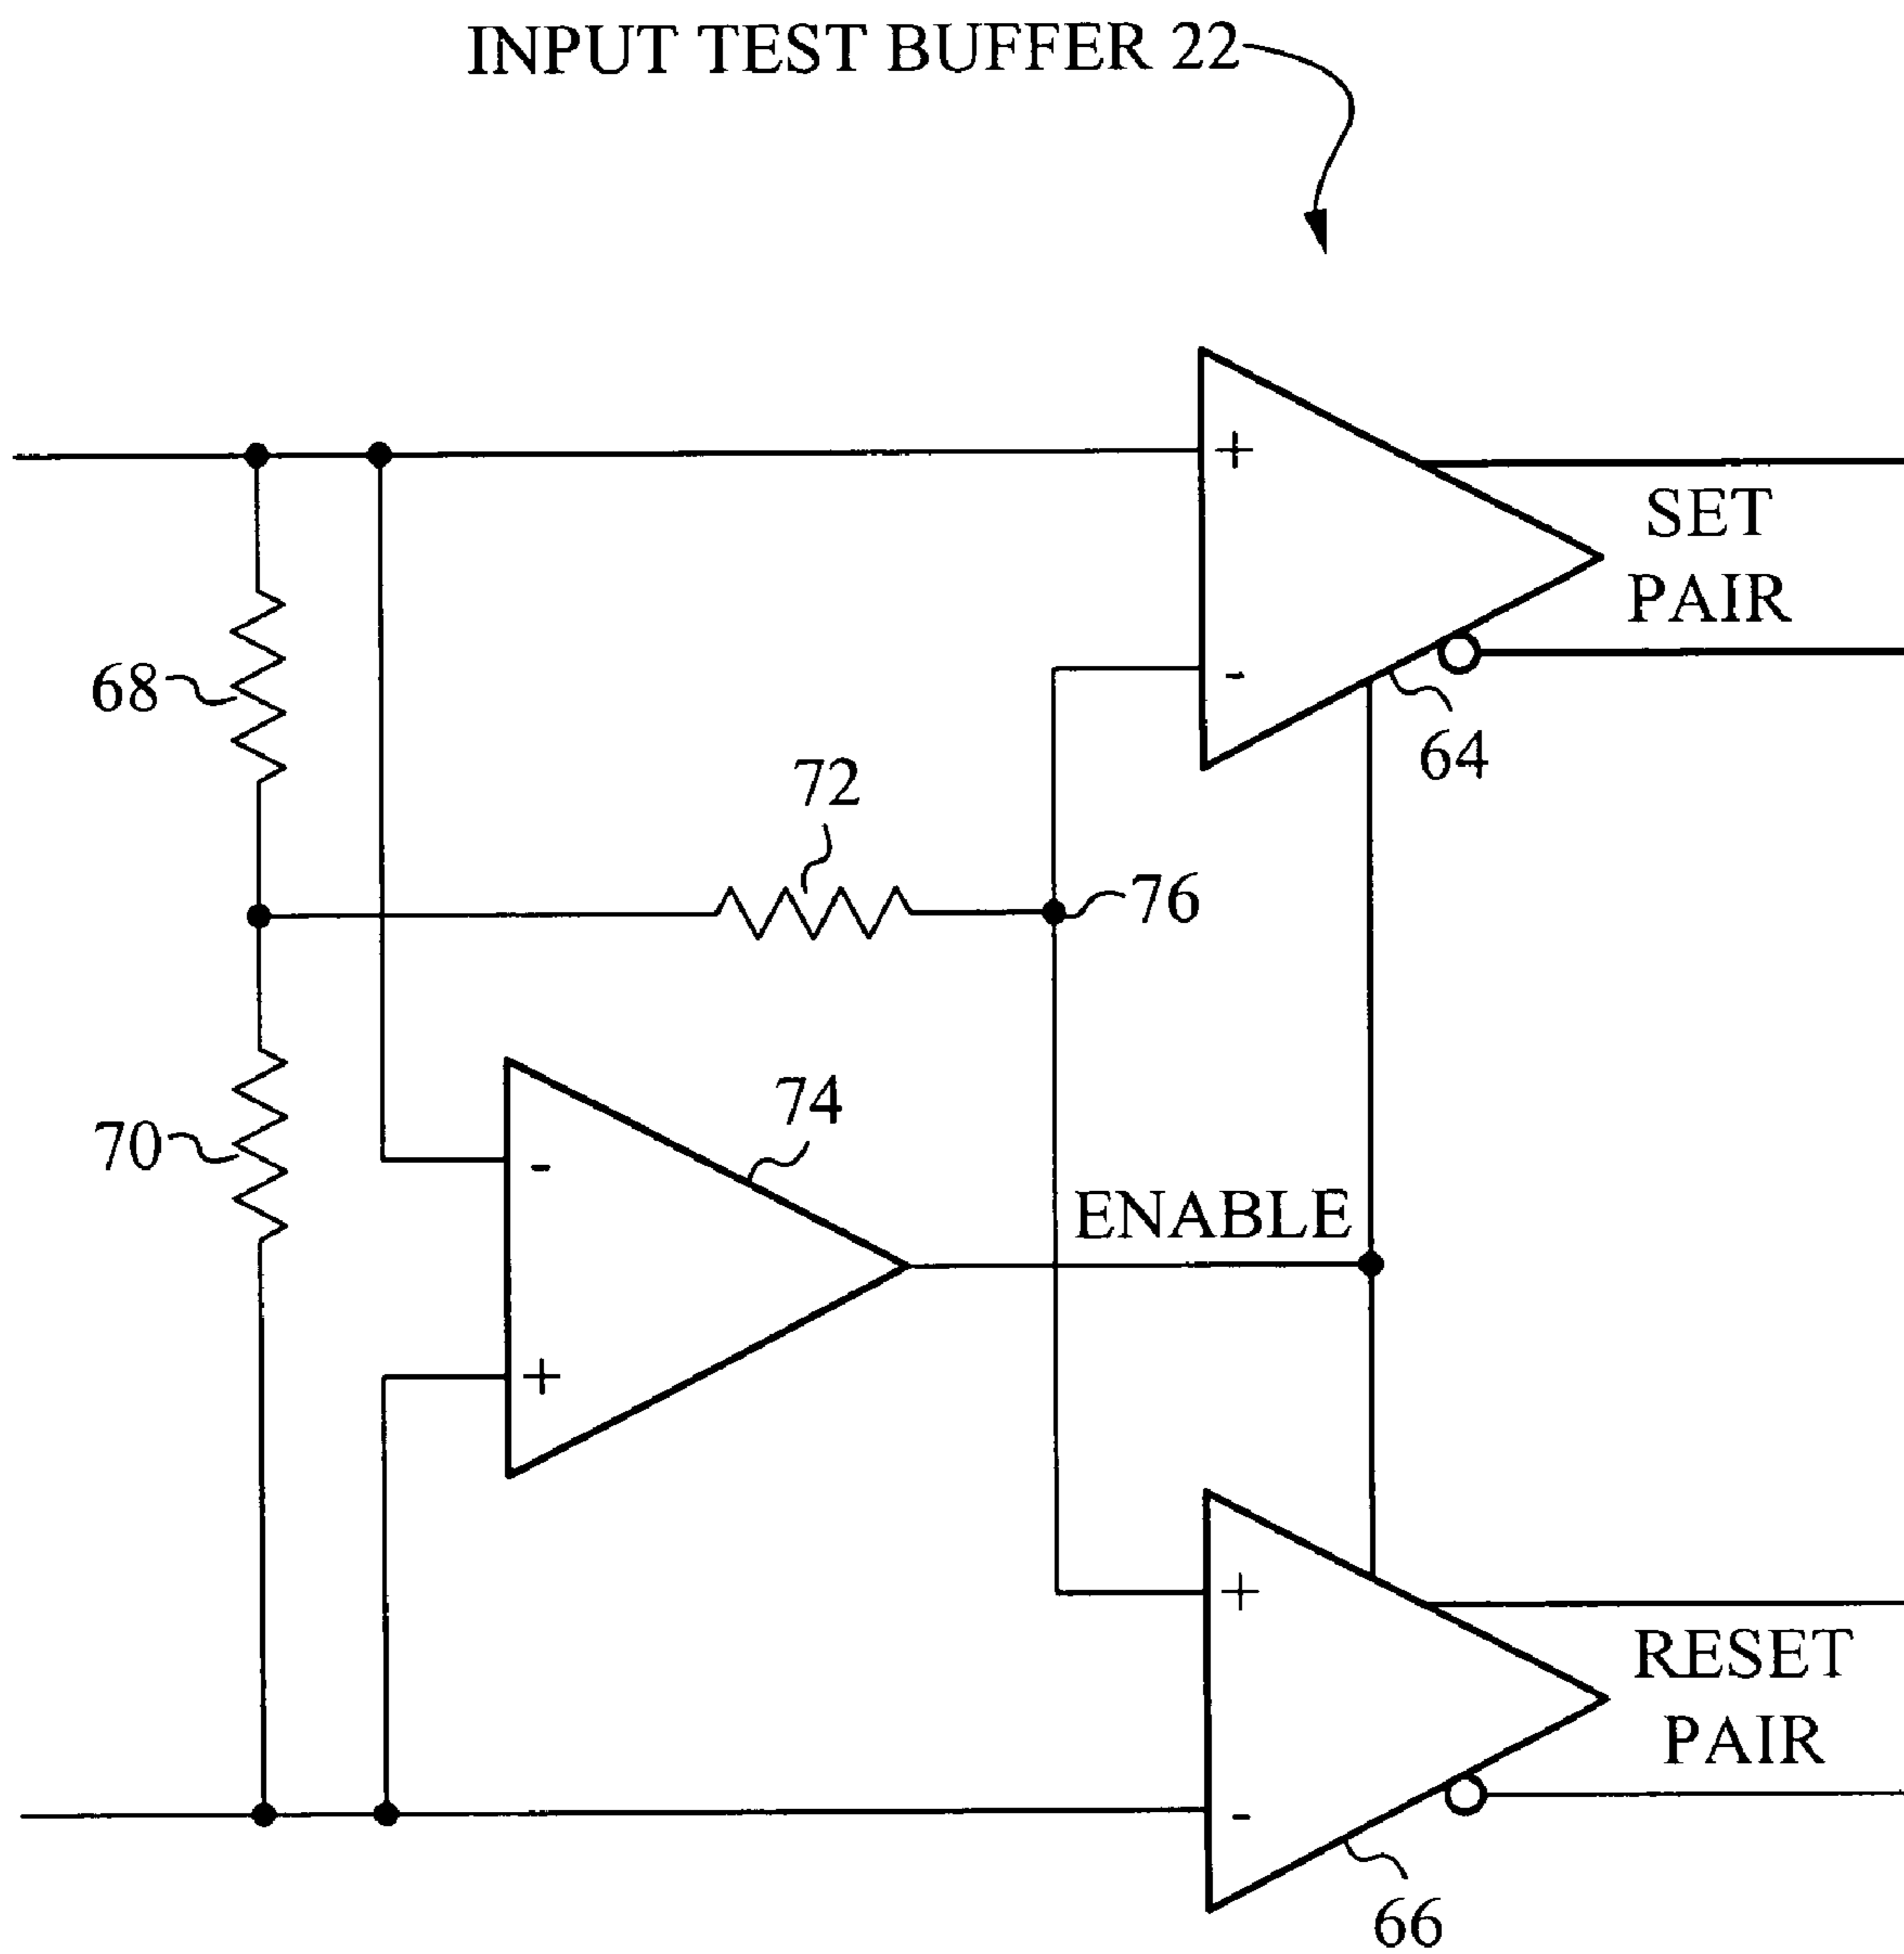 INPUT TEST BUFFER 22
+
SET
PAIR
-
68
64
72
76
74
70
-
ENABLE
+
+
RESET
PAIR
-
66